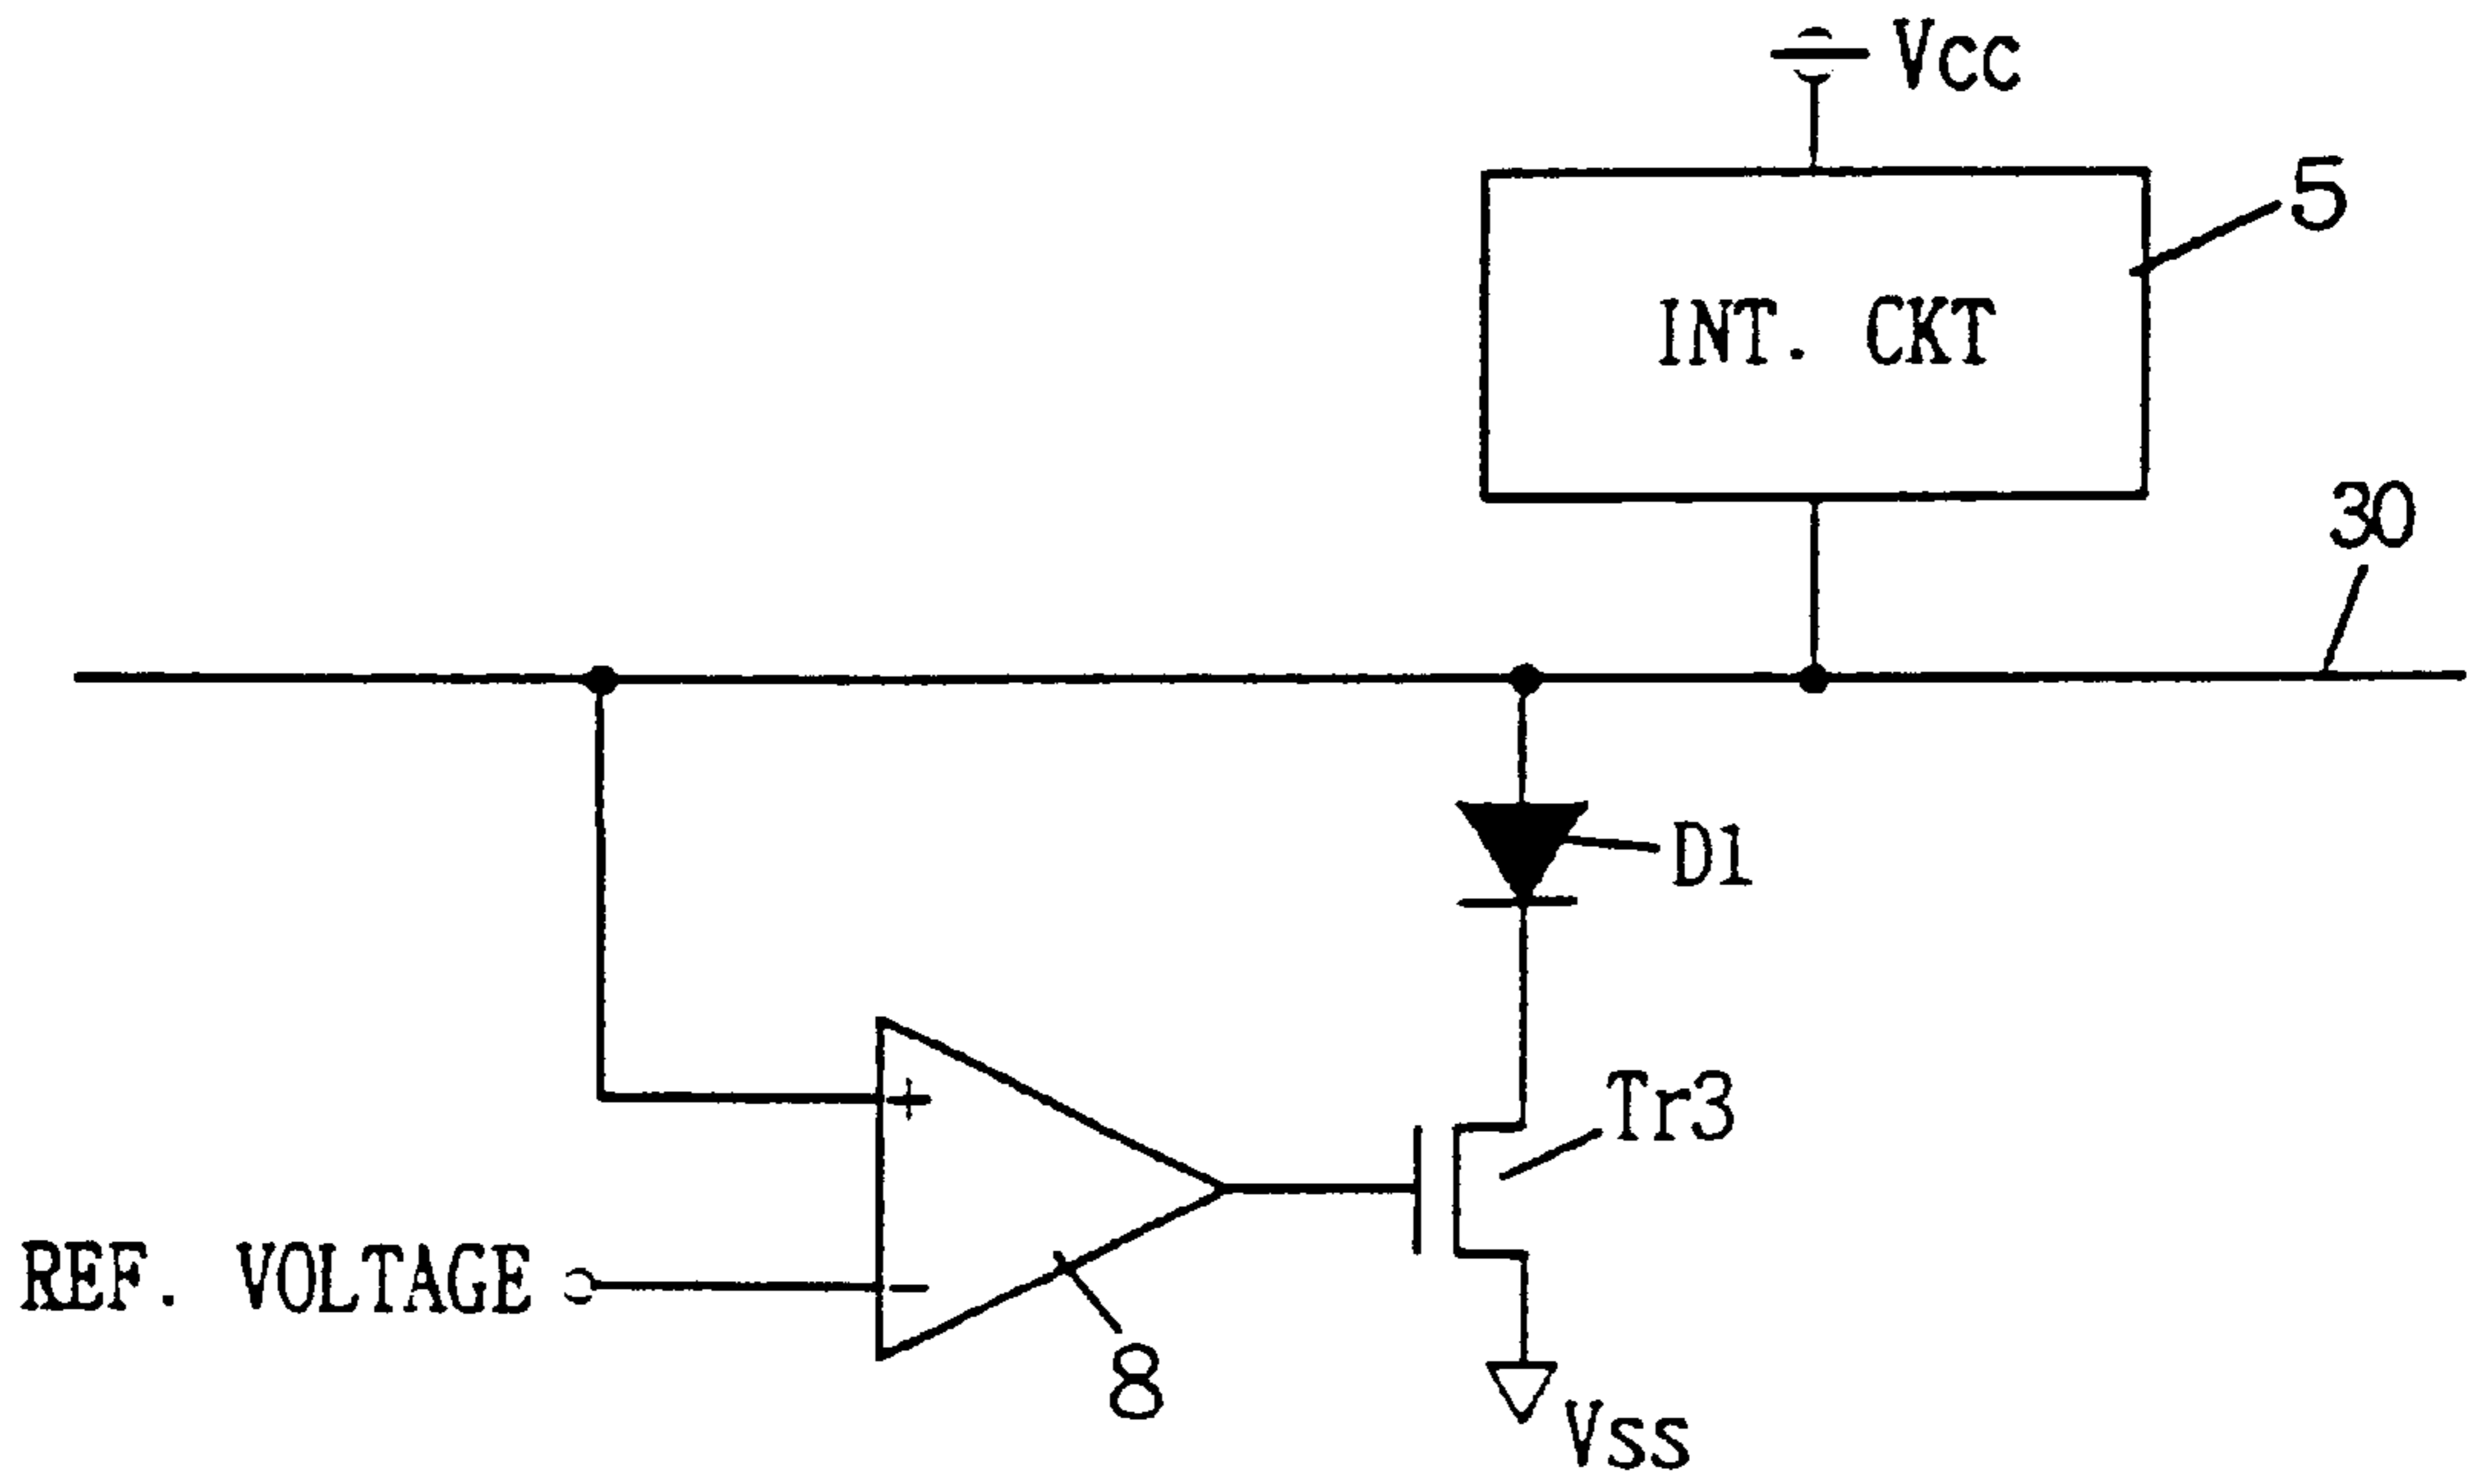 Vcc
5
INT. CKT
30
D1
+
Tr3
REF. VOLTAGE
−
8
Vss